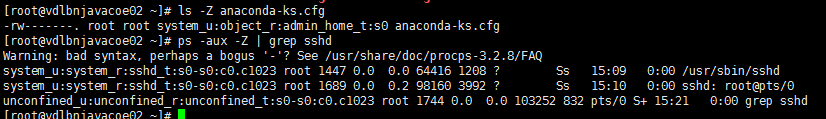 [root@vdlbnjavacoe02 ~]# ls -Z anaconda-ks.cfg
-rw-------. root root system_u:object_r:admin_home_t:s0 anaconda-ks.cfg
[root@vdlbnjavacoe02 ~]# ps -aux -Z | grep sshd
Warning: bad syntax, perhaps a bogus '-'? See /usr/share/doc/procps-3.2.8/FAQ
system_u:system_r:sshd_t:s0-s0:c0.c1023 root 1447 0.0  0.0 64416 1208 ?        Ss   15:09   0:00 /usr/sbin/sshd
system_u:system_r:sshd_t:s0-s0:c0.c1023 root 1689 0.0  0.2 98160 3992 ?        Ss   15:10   0:00 sshd: root@pts/0
unconfined_u:unconfined_r:unconfined_t:s0-s0:c0.c1023 root 1744 0.0  0.0 103252 832 pts/0 S+ 15:21   0:00 grep sshd
[root@vdlbnjavacoe02 ~]#